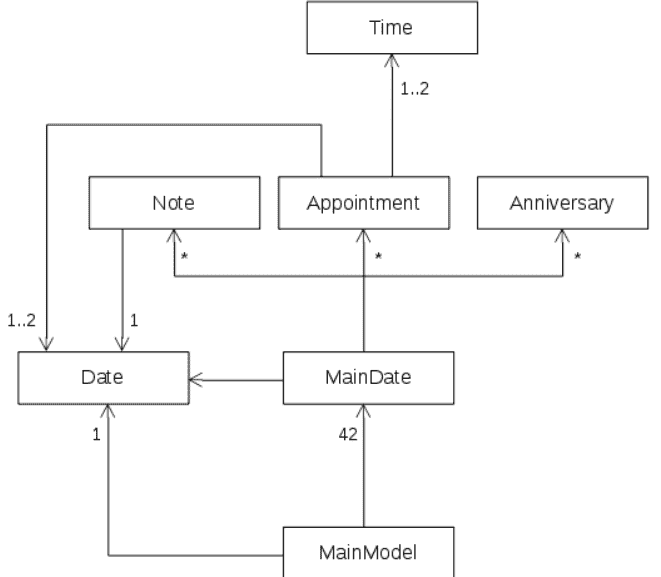 Time
1..2
Note
Appointment
Anniversary
*
*
*
1..2
1
Date
MainDate
1
42
MainModel